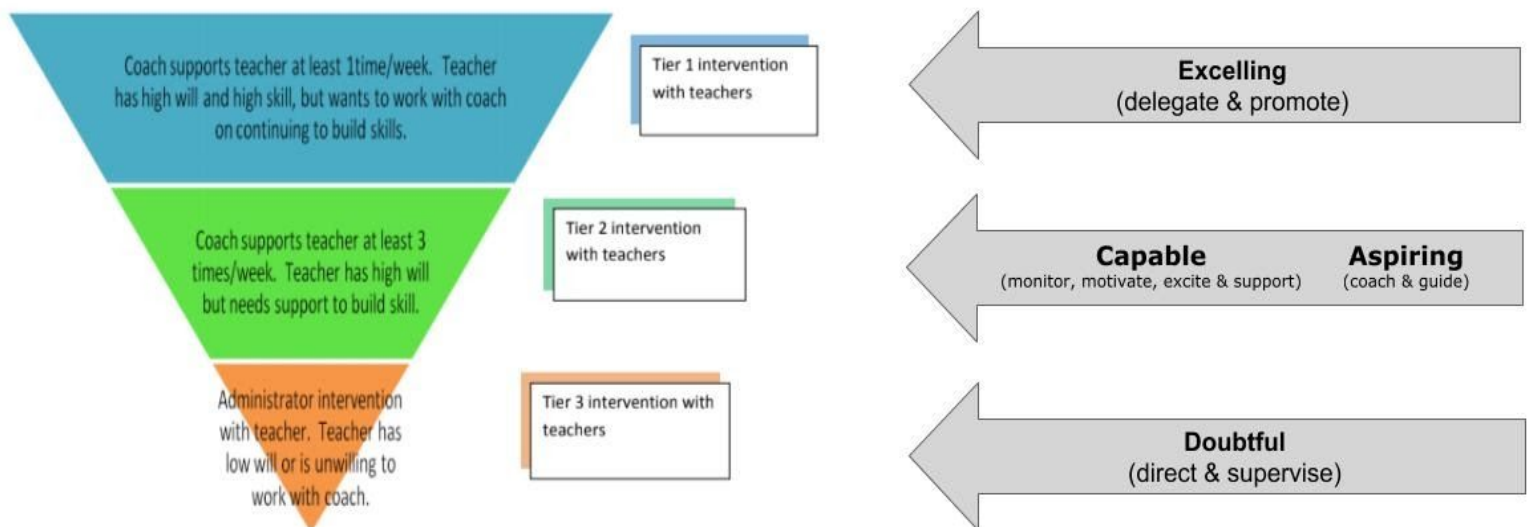 Coach supports teacher at least 1time/week.  Teacher
has high will and high skill, but wants to work with coach
on continuing to build skills.
Tier 1 intervention
with teachers
Excelling
(delegate & promote)
Coach supports teacher at least 3
times/week.  Teacher has high will
but needs support to build skill.
Tier 2 intervention
with teachers
Capable
(monitor, motivate, excite & support)
Aspiring
(coach & guide)
Administrator intervention
with teacher.  Teacher has
low will or is unwilling to
work with coach.
Tier 3 intervention with
teachers
Doubtful
(direct & supervise)